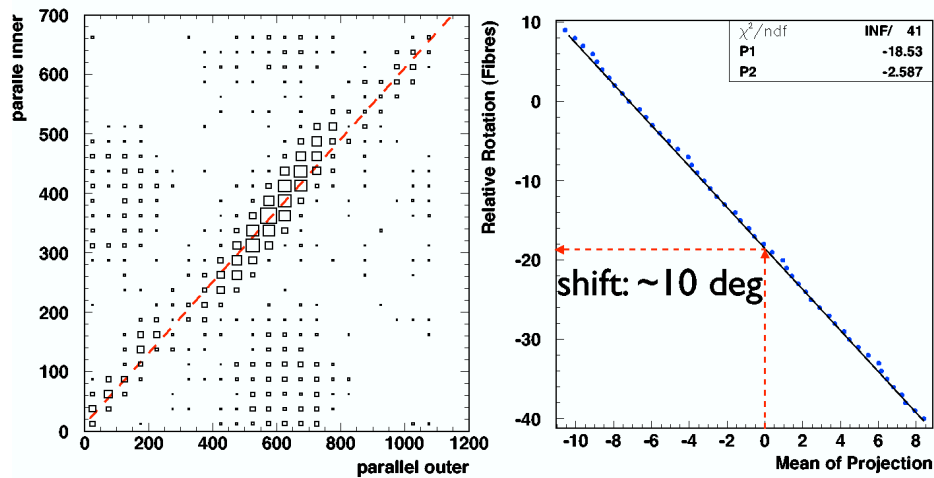 700
600
500
400
300
200
100
0
0 200 400 600 800 1000 1200
paralle inner
parallel outer
10
0
-10
-20
-30
-40
-10 -8 -6 -4 -2 0 2 4 6 8
Relative Rotation (Fibres)
Mean of Projection
χ²/ndf INF/ 41
P1 -18.53
P2 -2.587
shift: ~10 deg